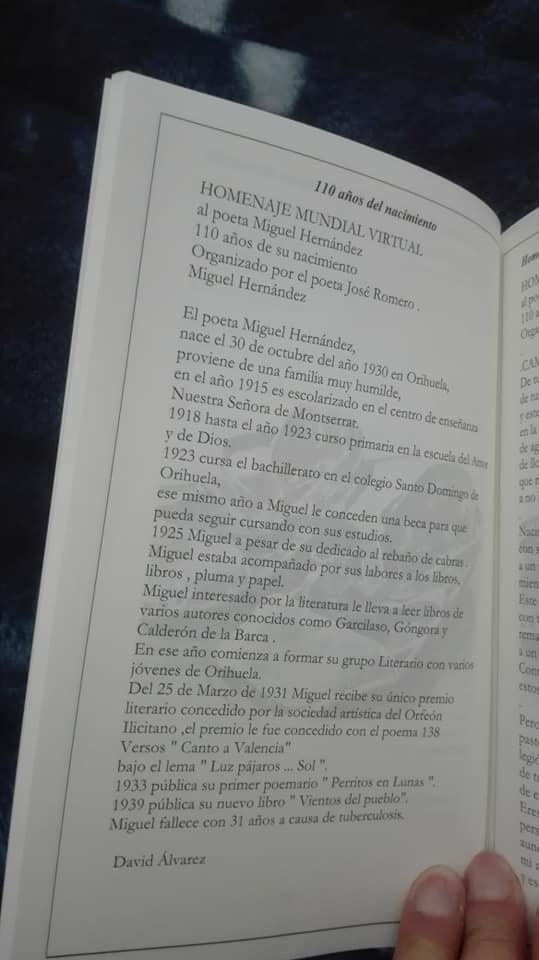 110 años del nacimiento
HOMENAJE MUNDIAL VIRTUAL
al poeta Miguel Hernández
110 años de su nacimiento
Organizado por el poeta José Romero .
Miguel Hernández
El poeta Miguel Hernández,
nace el 30 de octubre del año 1930 en Orihuela,
proviene de una familia muy humilde,
en el año 1915 es escolarizado en el centro de enseñanza
Nuestra Señora de Montserrat.
1918 hasta el año 1923 curso primaria en la escuela del Amor
y de Dios.
1923 cursa el bachillerato en el colegio Santo Domingo de
Orihuela,
ese mismo año a Miguel le conceden una beca para que
pueda seguir cursando con sus estudios.
1925 Miguel a pesar de su dedicado al rebaño de cabras .
Miguel estaba acompañado por sus labores a los libros,
libros , pluma y papel.
Miguel interesado por la literatura le lleva a leer libros de
varios autores conocidos como Garcilaso, Góngora y
Calderón de la Barca .
En ese año comienza a formar su grupo Literario con varios
jóvenes de Orihuela.
Del 25 de Marzo de 1931 Miguel recibe su único premio
literario concedido por la sociedad artística del Orfeón
Ilicitano ,el premio le fue concedido con el poema 138
Versos " Canto a Valencia"
bajo el lema " Luz pájaros ... Sol ".
1933 pública su primer poemario " Perritos en Lunas ".
1939 pública su nuevo libro " Vientos del pueblo".
Miguel fallece con 31 años a causa de tuberculosis.
David Álvarez